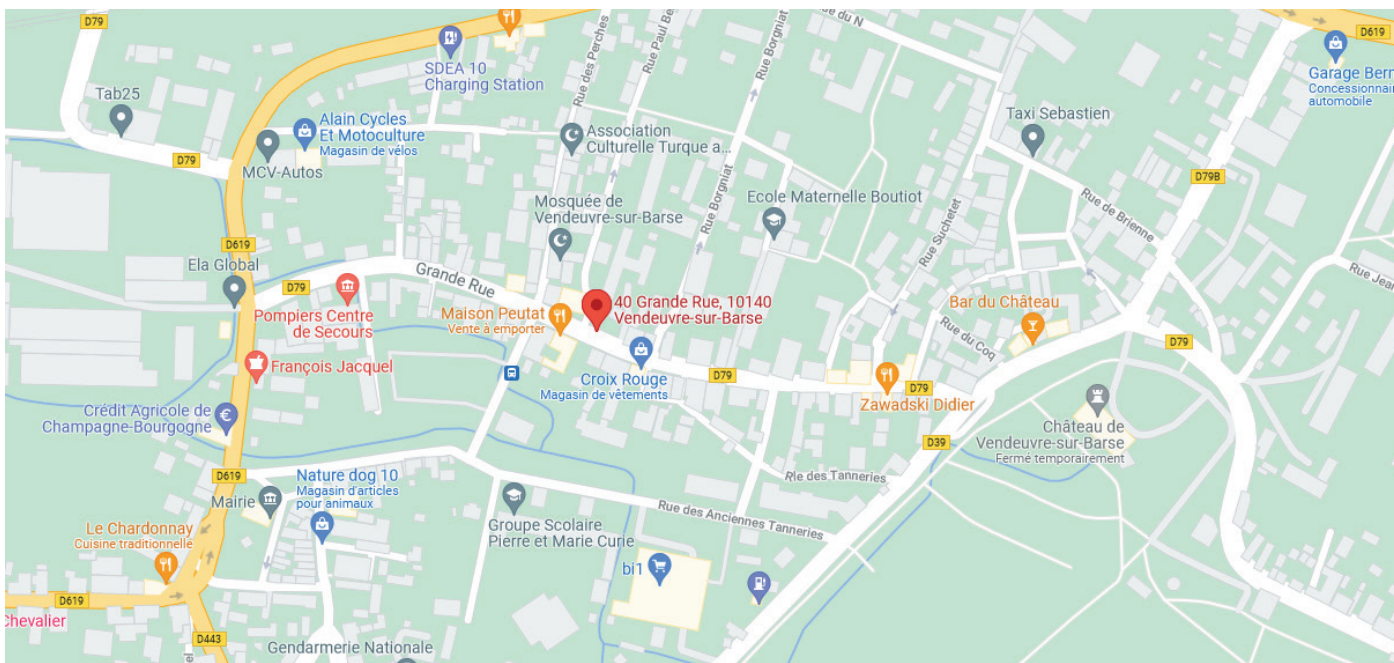 D79
D619
Rue des Perches
Rue Paul Be
Rue Borgniat
Rue du N
SDEA 10
Charging Station
Garage Bern
Concessionnai
automobile
Tab25
Alain Cycles
Et Motoculture
Magasin de vélos
Association
Culturelle Turque a...
Taxi Sebastien
D79
MCV-Autos
D79B
Mosquée de
Vendeuvre-sur-Barse
Rue Borgniat
Ecole Maternelle Boutiot
Rue Suchetet
Rue de Brienne
D619
Ela Global
Grande Rue
Rue Jean
D79
Pompiers Centre
de Secours
Maison Peutat
Vente à emporter
40 Grande Rue, 10140
Vendeuvre-sur-Barse
Bar du Château
Rue du Coq
D79
François Jacquel
Croix Rouge
Magasin de vêtements
D79
D79
Zawadski Didier
Crédit Agricole de
Champagne-Bourgogne
€
D39
Château de
Vendeuvre-sur-Barse
Fermé temporairement
D619
Nature dog 10
Magasin d'articles
pour animaux
Mairie
Rue des Tanneries
Le Chardonnay
Cuisine traditionnelle
Groupe Scolaire
Pierre et Marie Curie
Rue des Anciennes Tanneries
bi1
D619
Chevalier
D443
Gendarmerie Nationale